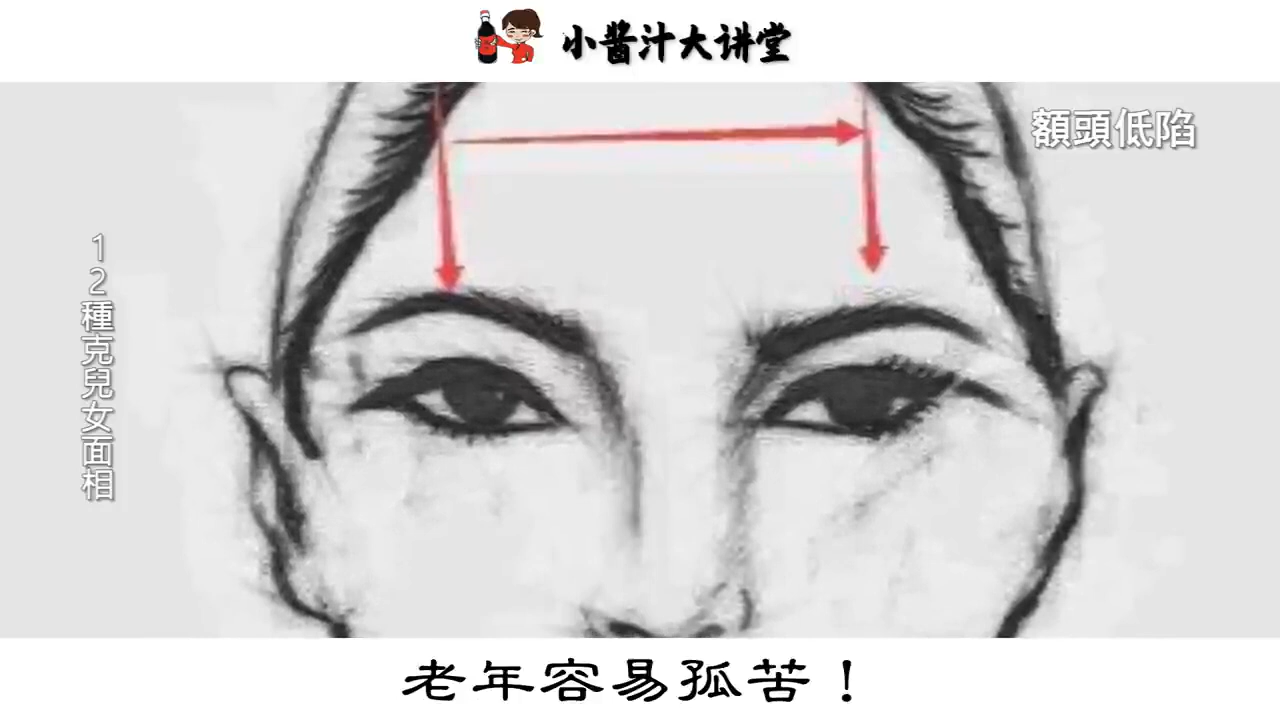 小酱汁大讲堂
額頭低陷
12種克兒女面相
老年容易孤苦！